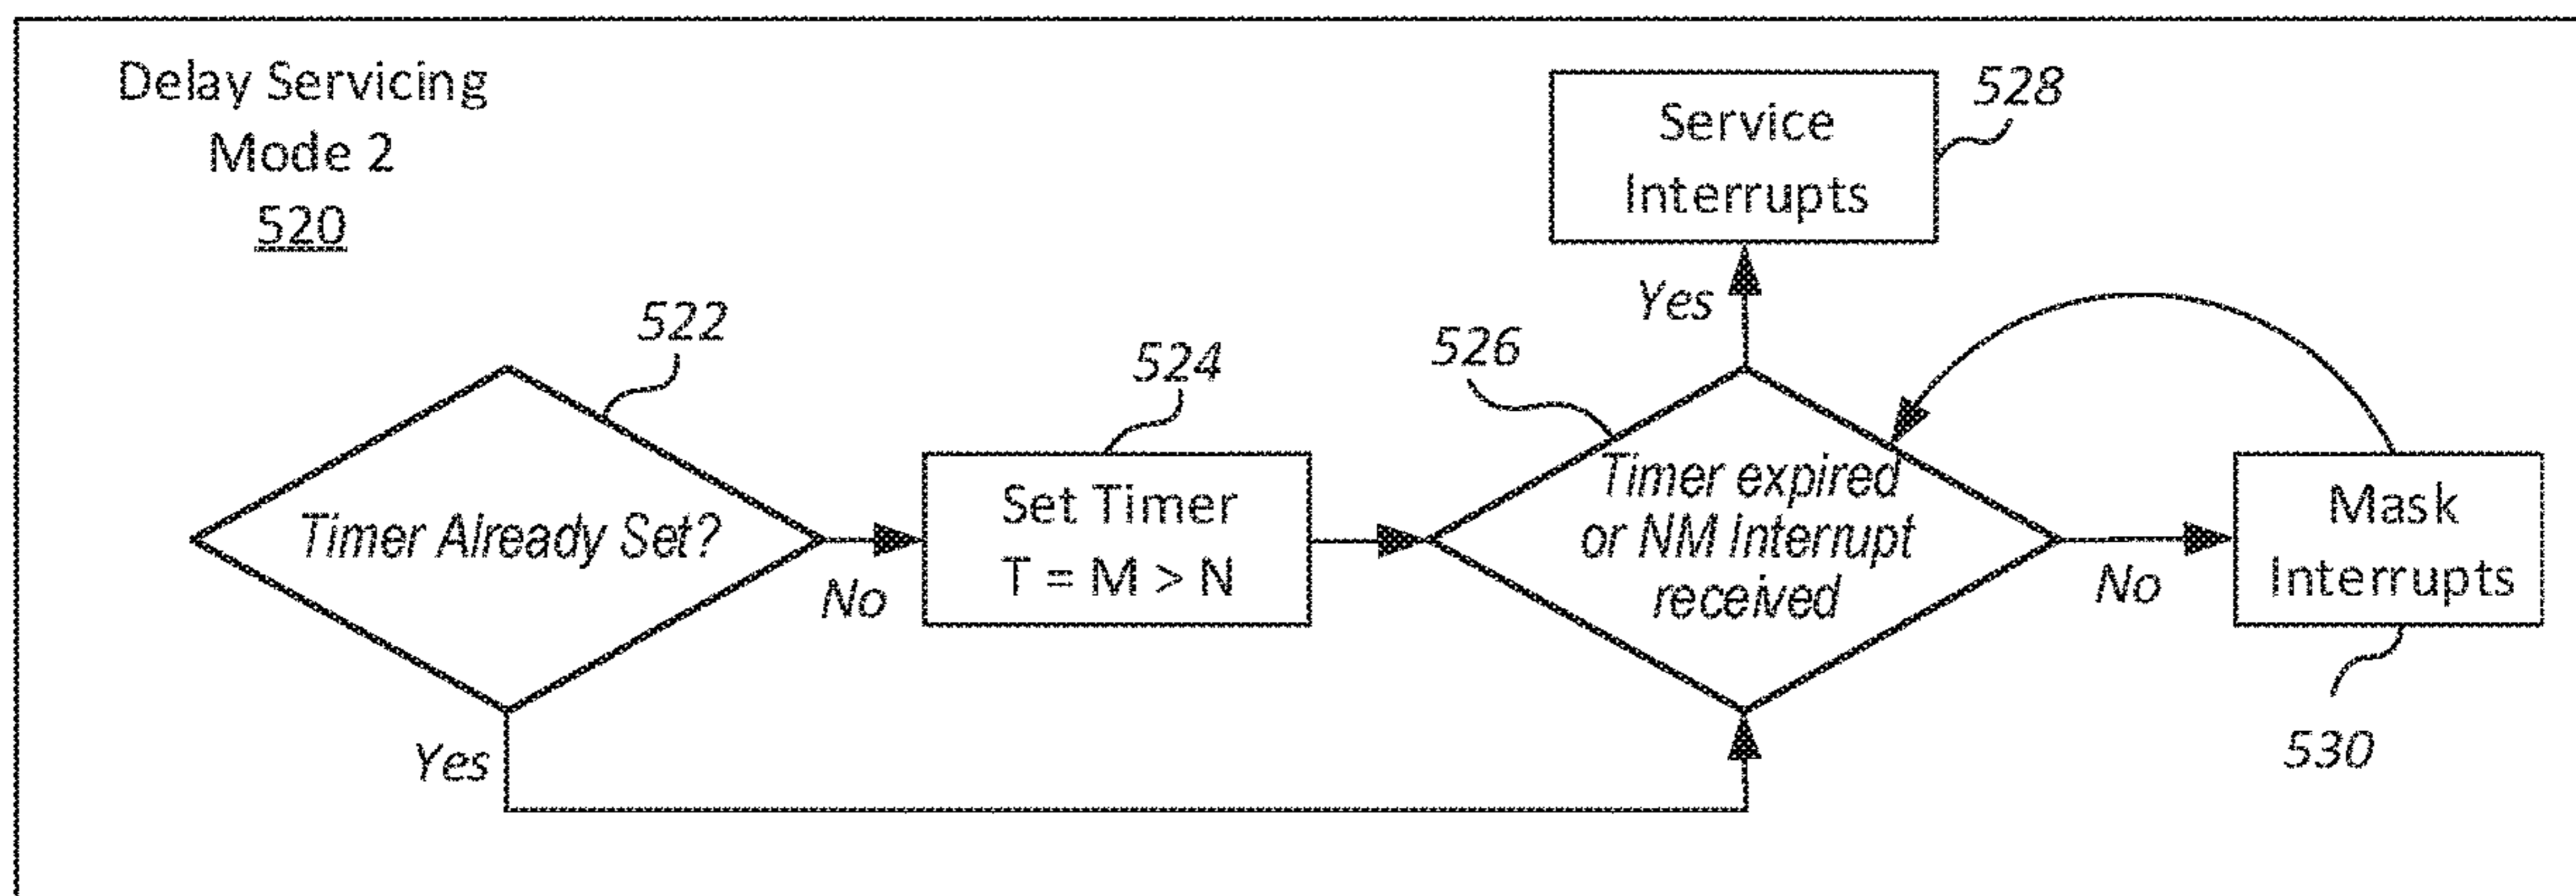 Delay Servicing
Mode 2
520
528
Service
Interrupts
Yes
522
524
526
Timer Already Set?
No
Set Timer
T = M > N
Timer expired
or NM Interrupt
received
No
Mask
Interrupts
Yes
530